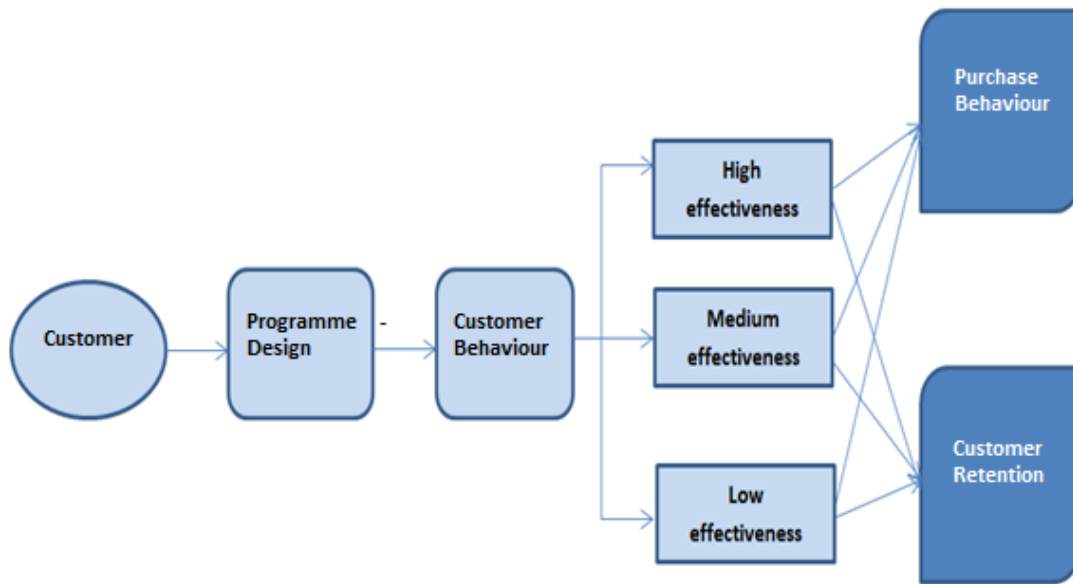 Customer
Programme -
Design
Customer
Behaviour
High
effectiveness
Medium
effectiveness
Low
effectiveness
Purchase
Behaviour
Customer
Retention